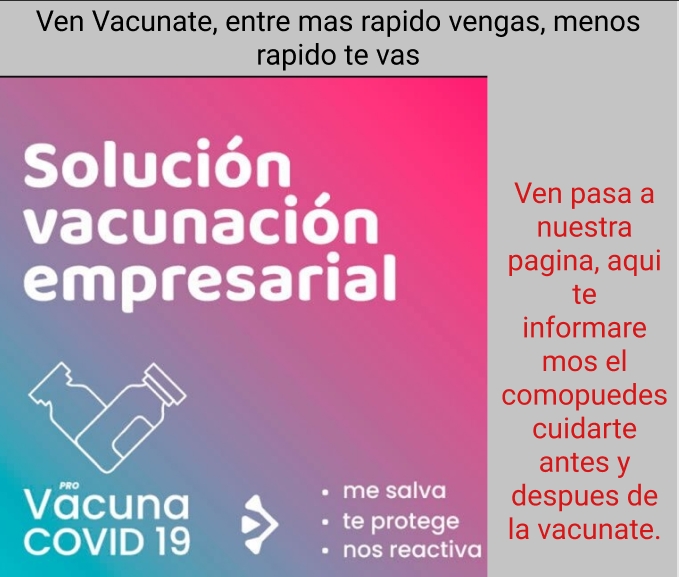 Ven Vacunate, entre mas rapido vengas, menos
rapido te vas
Solución
vacunación
empresarial
PRO
Vacuna
COVID 19
• me salva
• te protege
• nos reactiva
Ven pasa a
nuestra
pagina, aqui
te
informare
mos el
comopuedes
cuidarte
antes y
despues de
la vacunate.